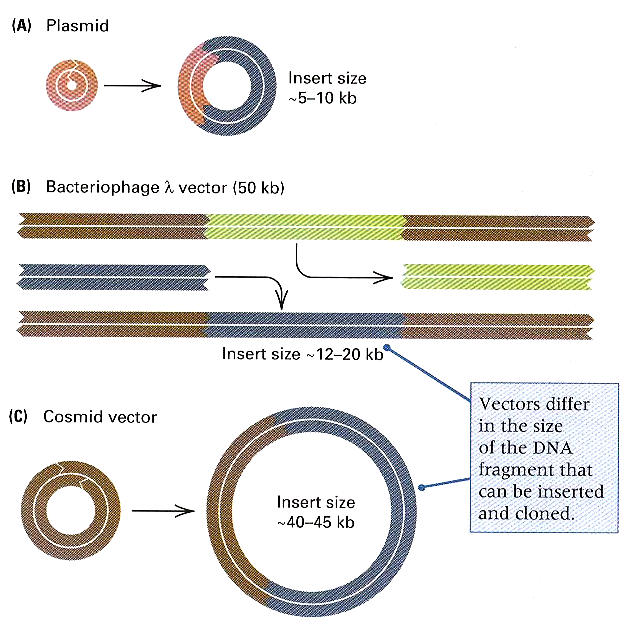 (A) Plasmid
Insert size
~5–10 kb
(B) Bacteriophage λ vector (50 kb)
Insert size ~12–20 kb
(C) Cosmid vector
Insert size
~40–45 kb
Vectors differ
in the size
of the DNA
fragment that
can be inserted
and cloned.